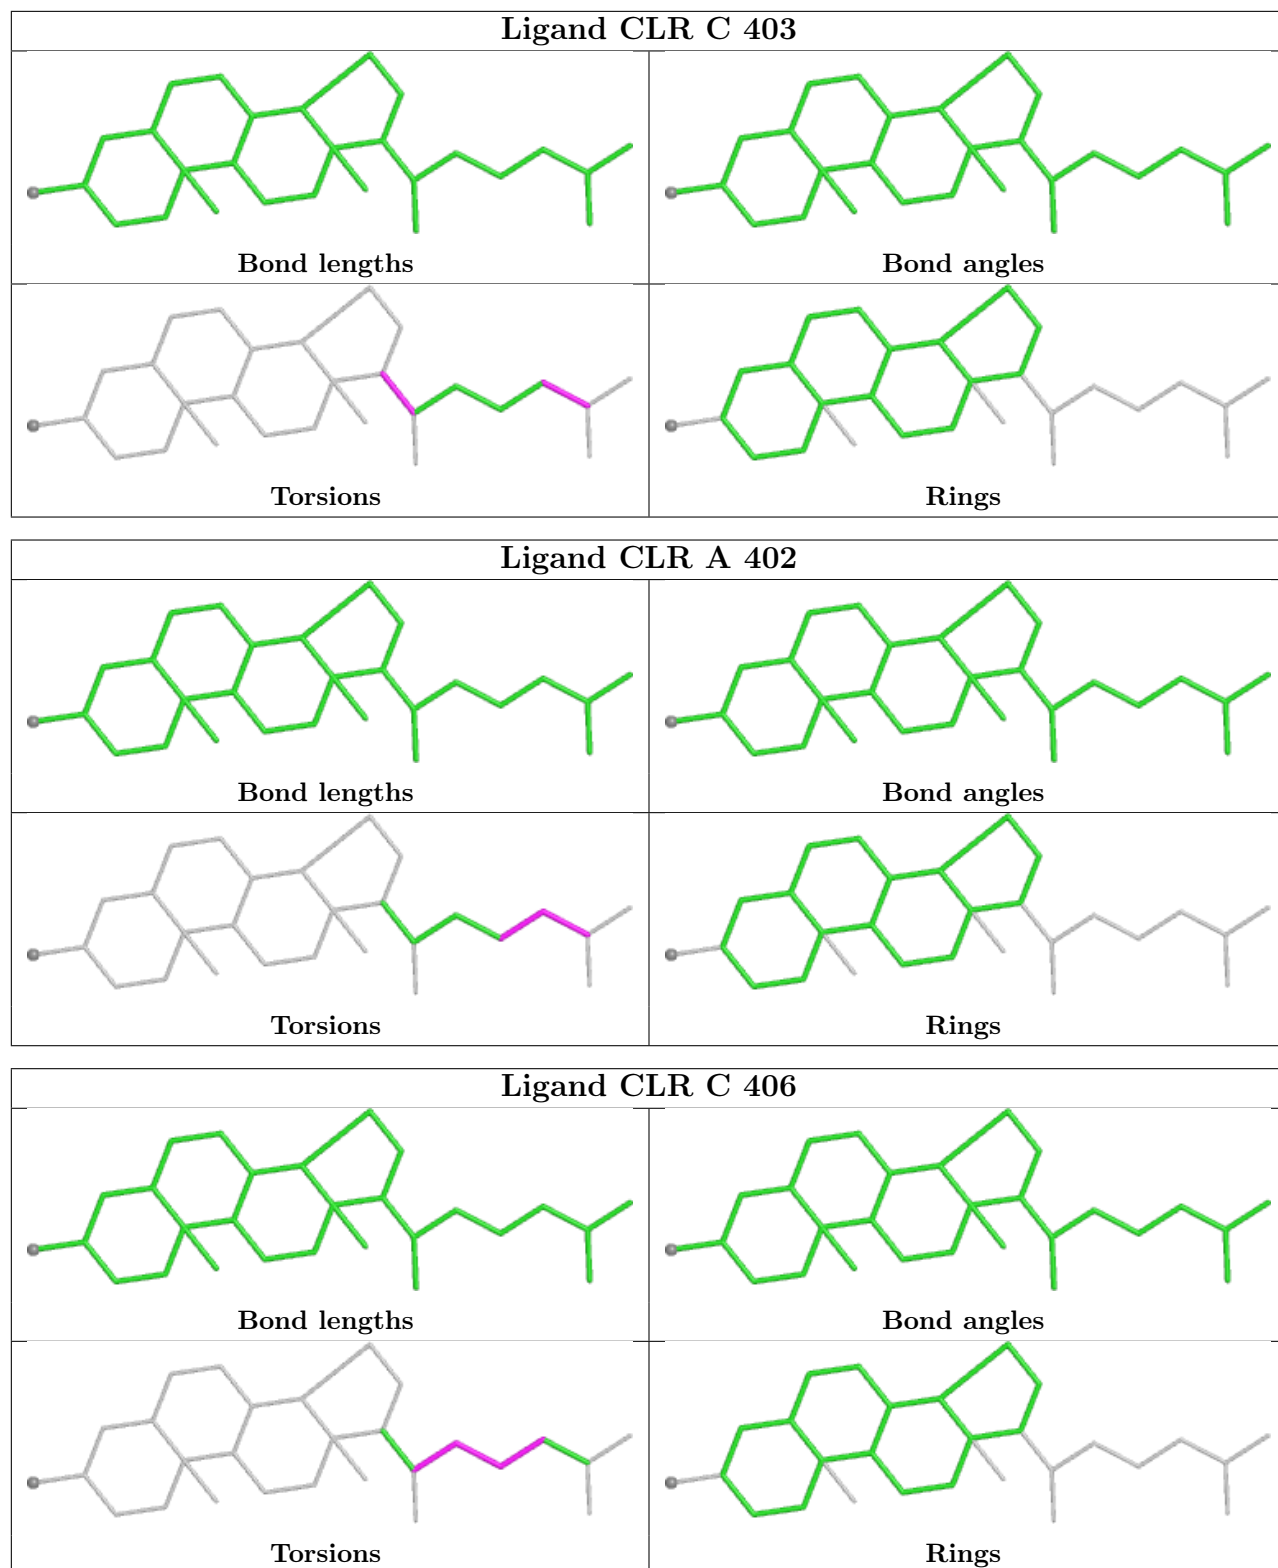 Ligand CLR C 403
Bond lengths
Bond angles
Torsions
Rings
Ligand CLR A 402
Bond lengths
Bond angles
Torsions
Rings
Ligand CLR C 406
Bond lengths
Bond angles
Torsions
Rings